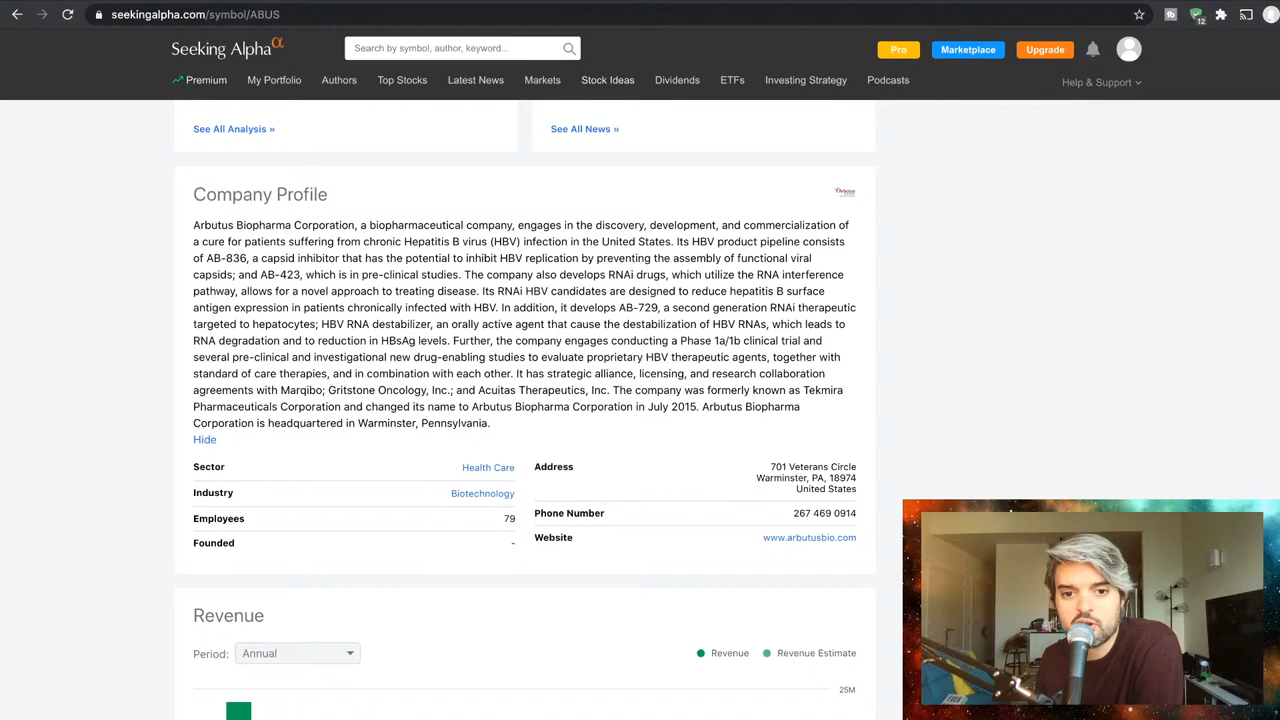 seekingalpha.com/symbol/ABUS
12
Seeking Alpha α
Search by symbol, author, keyword...
Pro
Marketplace
Upgrade
Premium
My Portfolio
Authors
Top Stocks
Latest News
Markets
Stock Ideas
Dividends
ETFs
Investing Strategy
Podcasts
Help & Support
See All Analysis »
See All News »
Company Profile
Arbutus
Arbutus Biopharma Corporation, a biopharmaceutical company, engages in the discovery, development, and commercialization of
a cure for patients suffering from chronic Hepatitis B virus (HBV) infection in the United States. Its HBV product pipeline consists
of AB-836, a capsid inhibitor that has the potential to inhibit HBV replication by preventing the assembly of functional viral
capsids; and AB-423, which is in pre-clinical studies. The company also develops RNAi drugs, which utilize the RNA interference
pathway, allows for a novel approach to treating disease. Its RNAi HBV candidates are designed to reduce hepatitis B surface
antigen expression in patients chronically infected with HBV. In addition, it develops AB-729, a second generation RNAi therapeutic
targeted to hepatocytes; HBV RNA destabilizer, an orally active agent that cause the destabilization of HBV RNAs, which leads to
RNA degradation and to reduction in HBsAg levels. Further, the company engages conducting a Phase 1a/1b clinical trial and
several pre-clinical and investigational new drug-enabling studies to evaluate proprietary HBV therapeutic agents, together with
standard of care therapies, and in combination with each other. It has strategic alliance, licensing, and research collaboration
agreements with Marqibo; Gritstone Oncology, Inc.; and Acuitas Therapeutics, Inc. The company was formerly known as Tekmira
Pharmaceuticals Corporation and changed its name to Arbutus Biopharma Corporation in July 2015. Arbutus Biopharma
Corporation is headquartered in Warminster, Pennsylvania.
Hide
Sector
Health Care
Industry
Biotechnology
Employees
79
Founded
-
Address
701 Veterans Circle
Warminster, PA, 18974
United States
Phone Number
267 469 0914
Website
www.arbutusbio.com
Revenue
Period:
Annual
Revenue
Revenue Estimate
25M